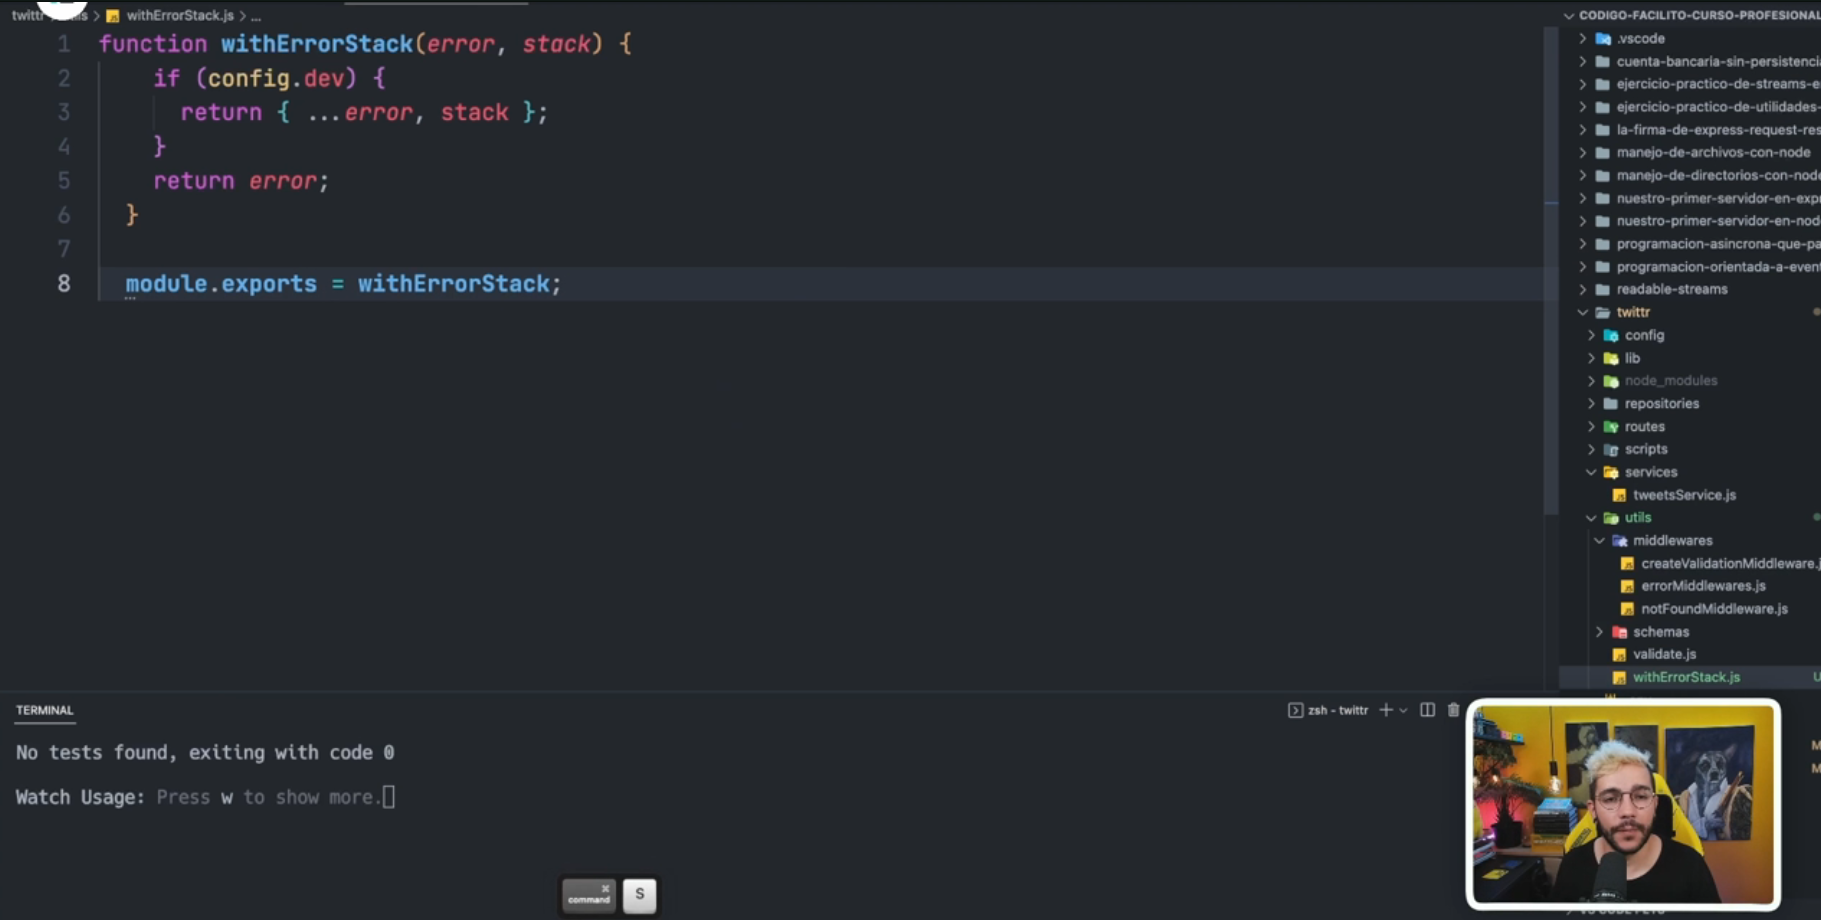 twittr > utils > withErrorStack.js > ...
1 function withErrorStack(error, stack) {
2 if (config.dev) {
3 return { ...error, stack };
4 }
5 return error;
6 }
7
8 module.exports = withErrorStack;
CODIGO-FACILITO-CURSO-PROFESIONAL
.vscode
cuenta-bancaria-sin-persistenci
ejercicio-practico-de-streams-e
ejercicio-practico-de-utilidades-
la-firma-de-express-request-res
manejo-de-archivos-con-node
manejo-de-directorios-con-node
nuestro-primer-servidor-en-expr
nuestro-primer-servidor-en-nod
programacion-asincrona-que-pa
programacion-orientada-a-event
readable-streams
twittr
config
lib
node_modules
repositories
routes
scripts
services
tweetsService.js
utils
middlewares
createValidationMiddleware.j
errorMiddlewares.js
notFoundMiddleware.js
schemas
validate.js
withErrorStack.js U
M
M
TERMINAL
zsh - twittr
No tests found, exiting with code 0
Watch Usage: Press w to show more.
⌘
command
S